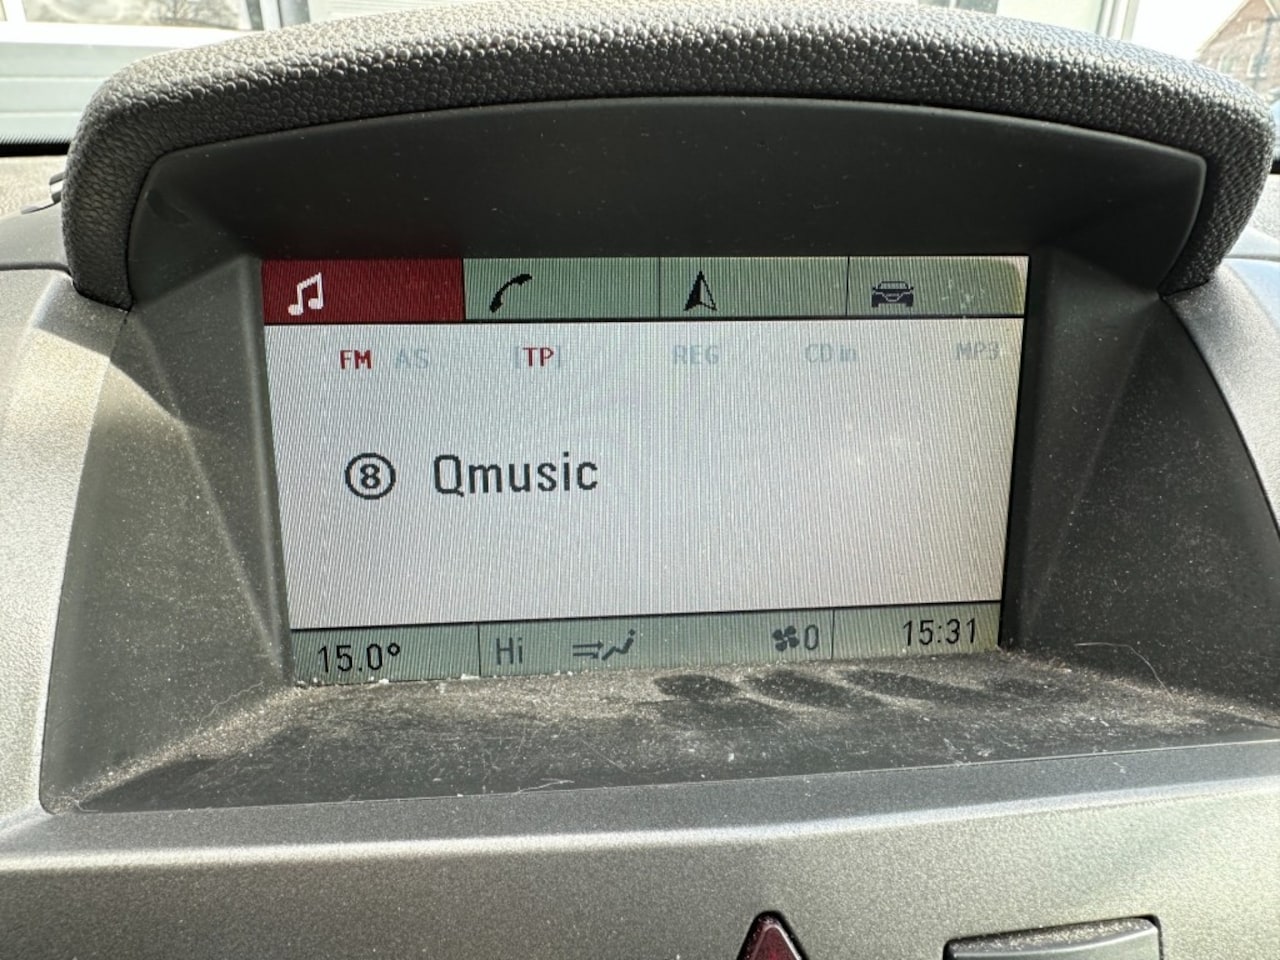 FM AS [TP] REG CD in MP3
8 Qmusic
15.0° Hi 0 15:31